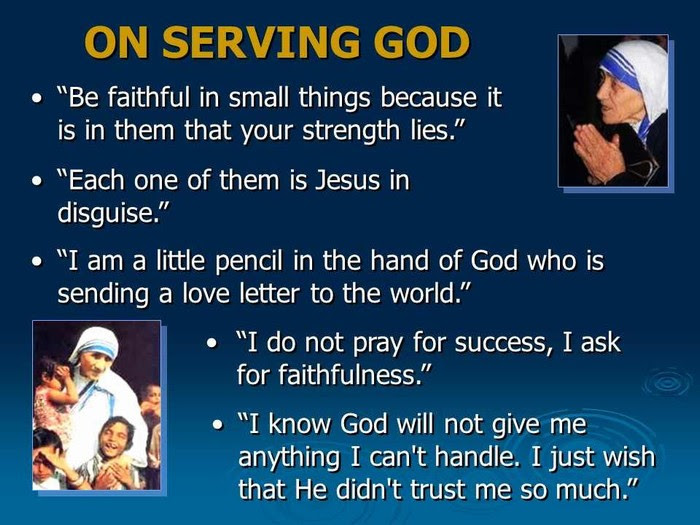 ON SERVING GOD
• “Be faithful in small things because it
is in them that your strength lies.”
• “Each one of them is Jesus in
disguise.”
• “I am a little pencil in the hand of God who is
sending a love letter to the world.”
• “I do not pray for success, I ask
for faithfulness.”
• “I know God will not give me
anything I can't handle. I just wish
that He didn't trust me so much.”